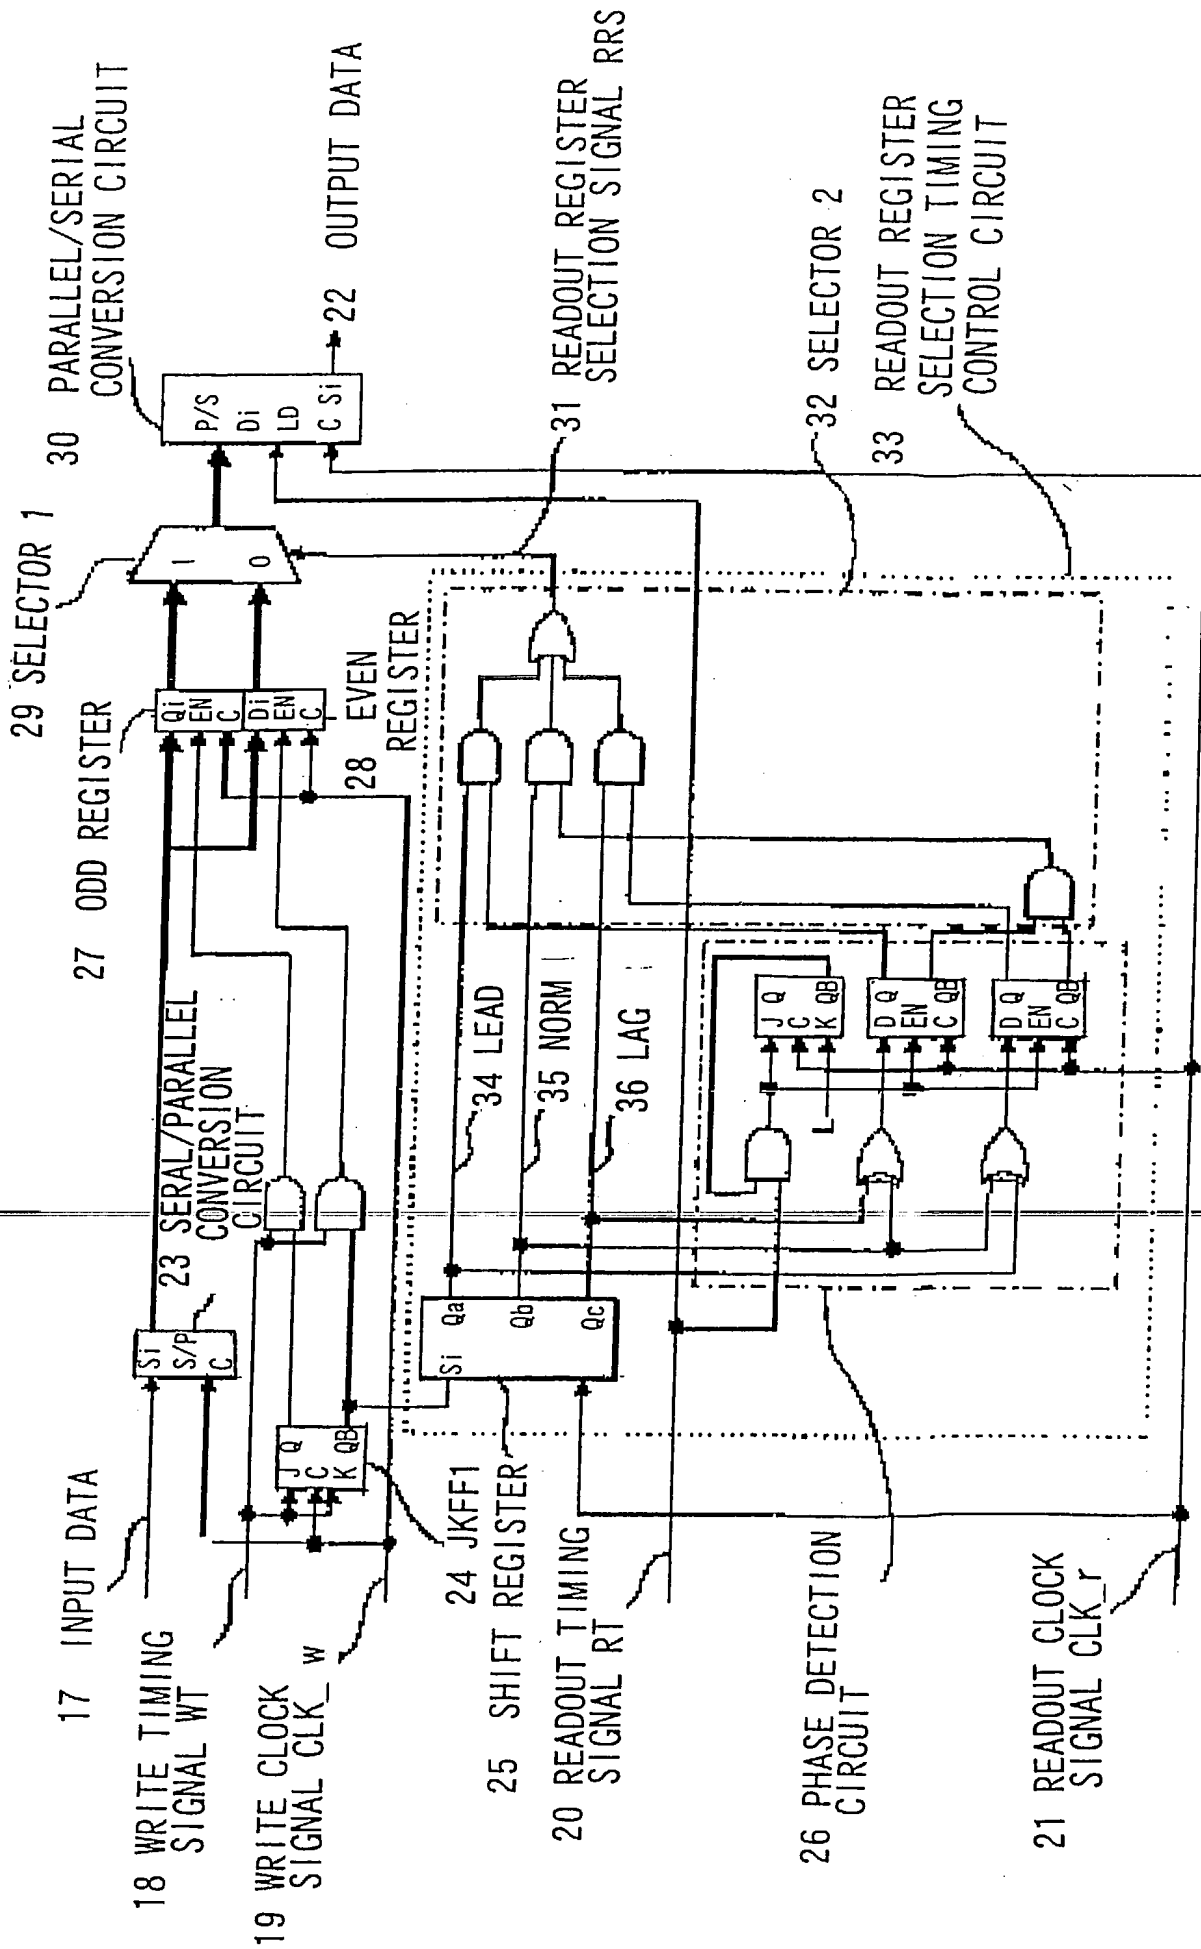 17 INPUT DATA
18 WRITE TIMING
SIGNAL WT
19 WRITE CLOCK
SIGNAL CLK_w
Si
S/P
C
23 SERAL/PARALLEL
CONVERSION
CIRCUIT
J Q
C
K QB
24 JKFF1
27 ODD REGISTER
Qi
EN
C
Di
EN
C
28 EVEN
REGISTER
29 SELECTOR 1
1
0
30 PARALLEL/SERIAL
CONVERSION CIRCUIT
P/S
Di
LD
C Si
22 OUTPUT DATA
31 READOUT REGISTER
SELECTION SIGNAL RRS
32 SELECTOR 2
33 READOUT REGISTER
SELECTION TIMING
CONTROL CIRCUIT
25 SHIFT REGISTER
Si
Qa
Qb
Qc
34 LEAD
35 NORM
36 LAG
20 READOUT TIMING
SIGNAL RT
L
J Q
C
K QB
D Q
EN
C QB
D Q
EN
C QB
26 PHASE DETECTION
CIRCUIT
21 READOUT CLOCK
SIGNAL CLK_r